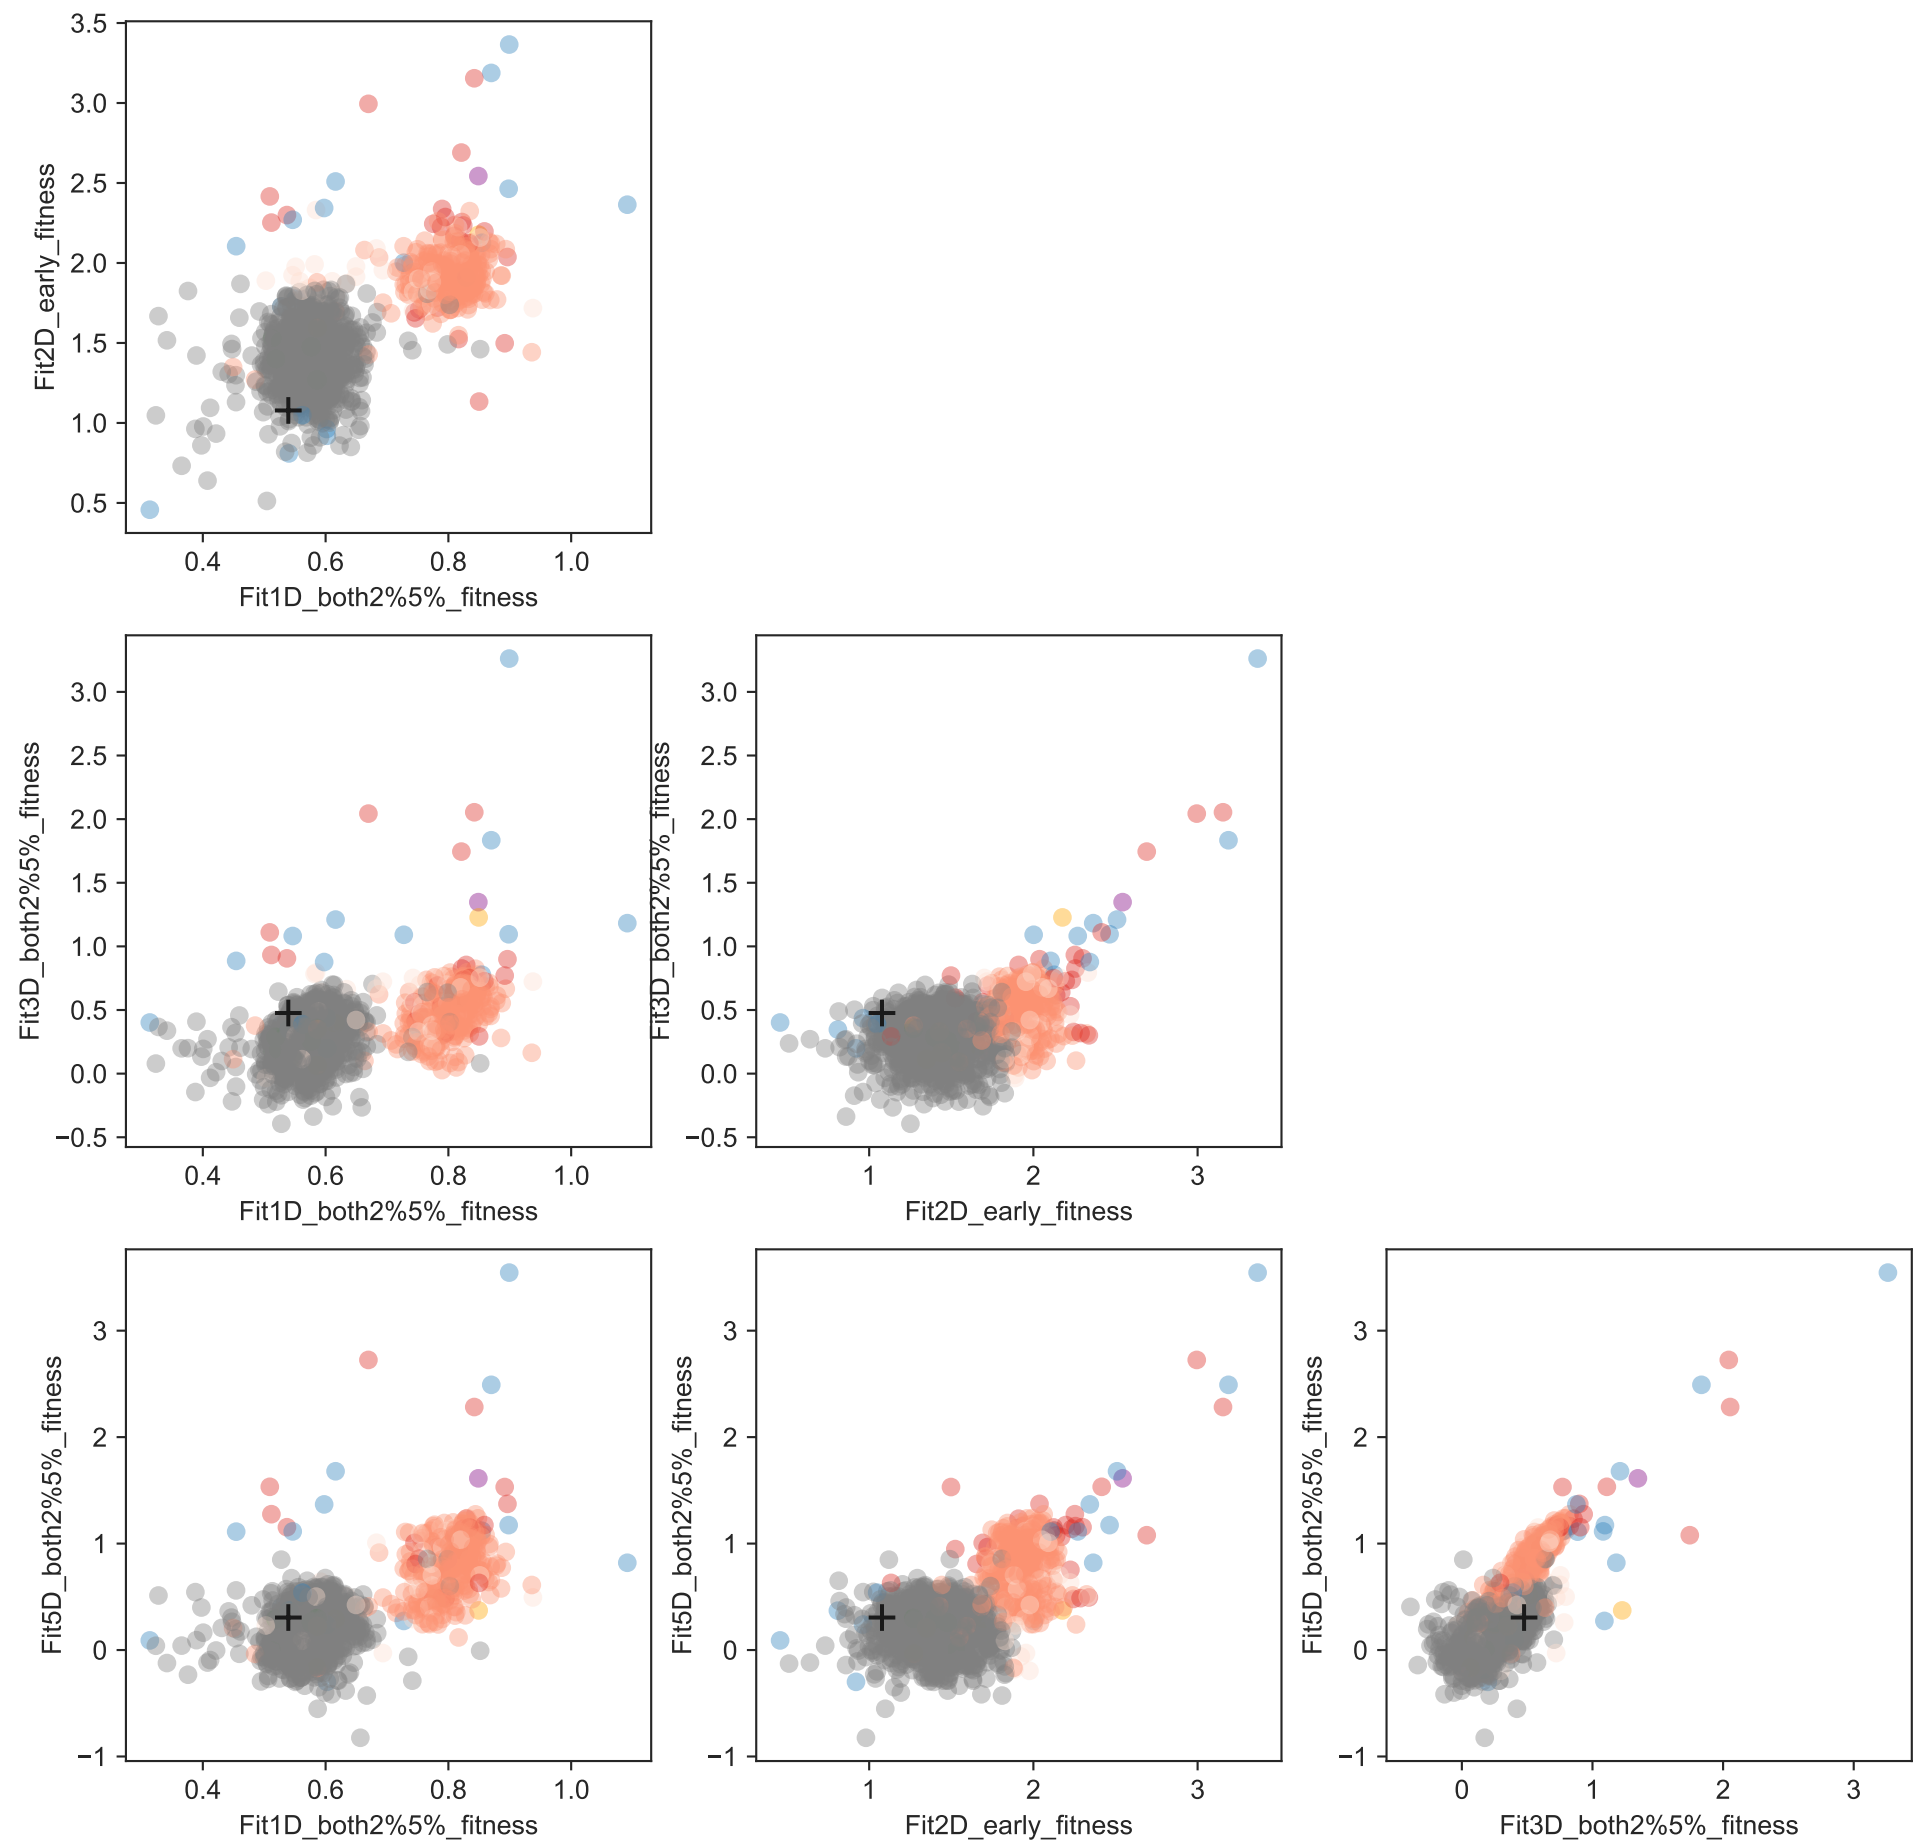 3.5
3.0
2.5
2.0
1.5
1.0
0.5
Fit2D_early_fitness
0.4 0.6 0.8 1.0
Fit1D_both2%5%_fitness
3.0
2.5
2.0
1.5
1.0
0.5
0.0
−0.5
Fit3D_both2%5%_fitness
0.4 0.6 0.8 1.0
Fit1D_both2%5%_fitness
3.0
2.5
2.0
1.5
1.0
0.5
0.0
−0.5
Fit3D_both2%5%_fitness
1 2 3
Fit2D_early_fitness
3
2
1
0
−1
Fit5D_both2%5%_fitness
0.4 0.6 0.8 1.0
Fit1D_both2%5%_fitness
3
2
1
0
−1
Fit5D_both2%5%_fitness
1 2 3
Fit2D_early_fitness
3
2
1
0
−1
Fit5D_both2%5%_fitness
0 1 2 3
Fit3D_both2%5%_fitness